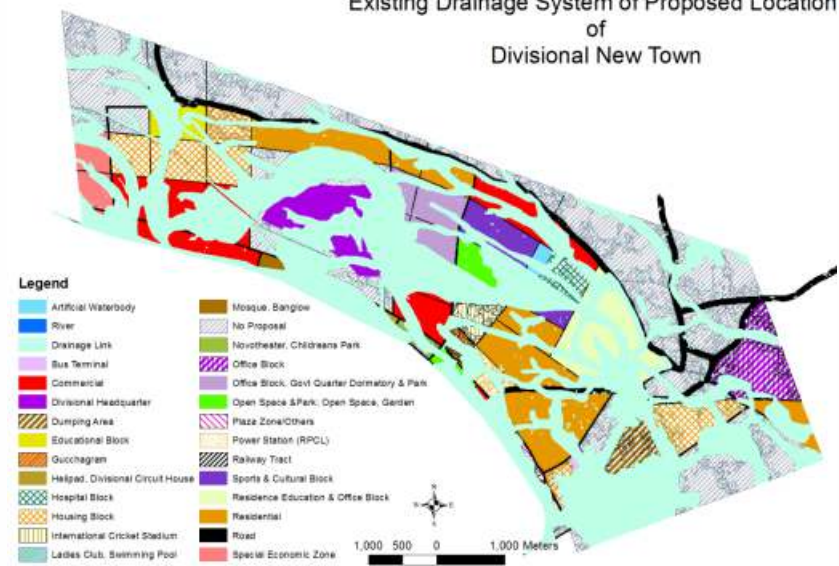 Existing Drainage System of Proposed Location
of
Divisional New Town
Legend
Artificial Waterbody
River
Drainage Link
Bus Terminal
Commercial
Divisional Headquarter
Dumping Area
Educational Block
Gucchagram
Helipad, Divisional Circuit House
Hospital Block
Housing Block
International Cricket Stadium
Ladies Club, Swimming Pool
Mosque, Banglow
No Proposal
Novotheater, Childreans Park
Office Block
Office Block, Govt Quarter Dormatory & Park
Open Space &Park, Open Space, Garden
Plaza Zone/Others
Power Station (RPCL)
Railway Tract
Sports & Cultural Block
Residence Education & Office Block
Residential
Road
Special Economic Zone
N
W E
S
1,000 500 0 1,000 Meters